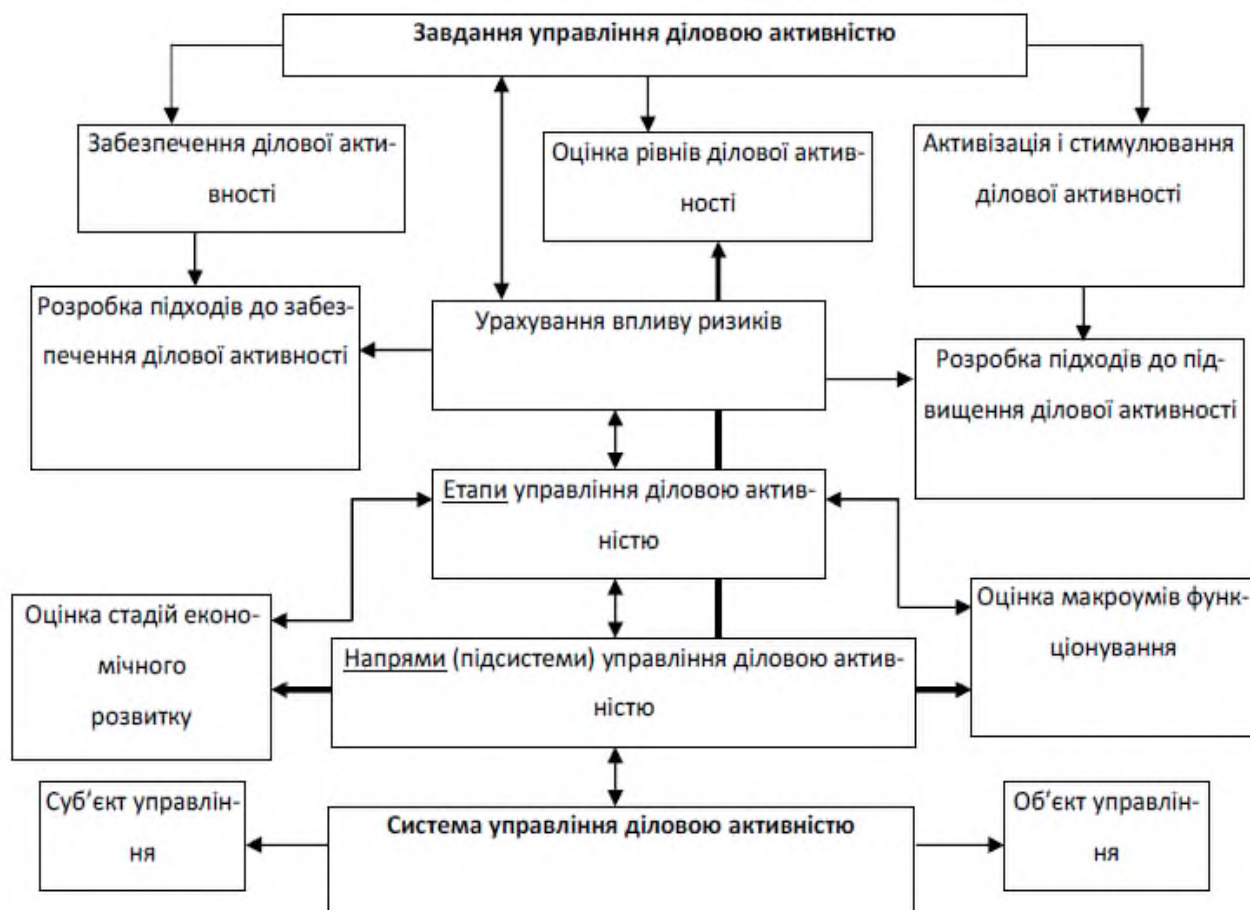 Завдання управління діловою активністю
Забезпечення ділової акти-
вності
Оцінка рівнів ділової актив-
ності
Активізація і стимулювання
ділової активності
Розробка підходів до забез-
печення ділової активності
Урахування впливу ризиків
Розробка підходів до під-
вищення ділової активності
Етапи управління діловою актив-
ністю
Оцінка стадій еконо-
мічного
розвитку
Напрями (підсистеми) управління діловою актив-
ністю
Оцінка макроумів функ-
ціонування
Суб’єкт управлін-
ня
Система управління діловою активністю
Об’єкт управлін-
ня